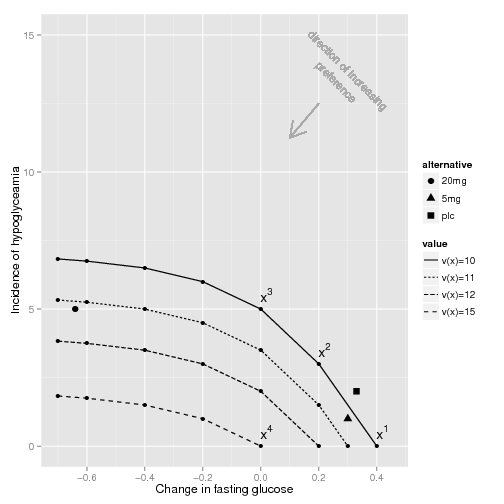 15
10
5
0
Incidence of hypoglyceamia
direction of increasing
preference
x3
x2
x4
x1
−0.6
−0.4
−0.2
0.0
0.2
0.4
Change in fasting glucose
alternative
20mg
5mg
plc
value
v(x)=10
v(x)=11
v(x)=12
v(x)=15